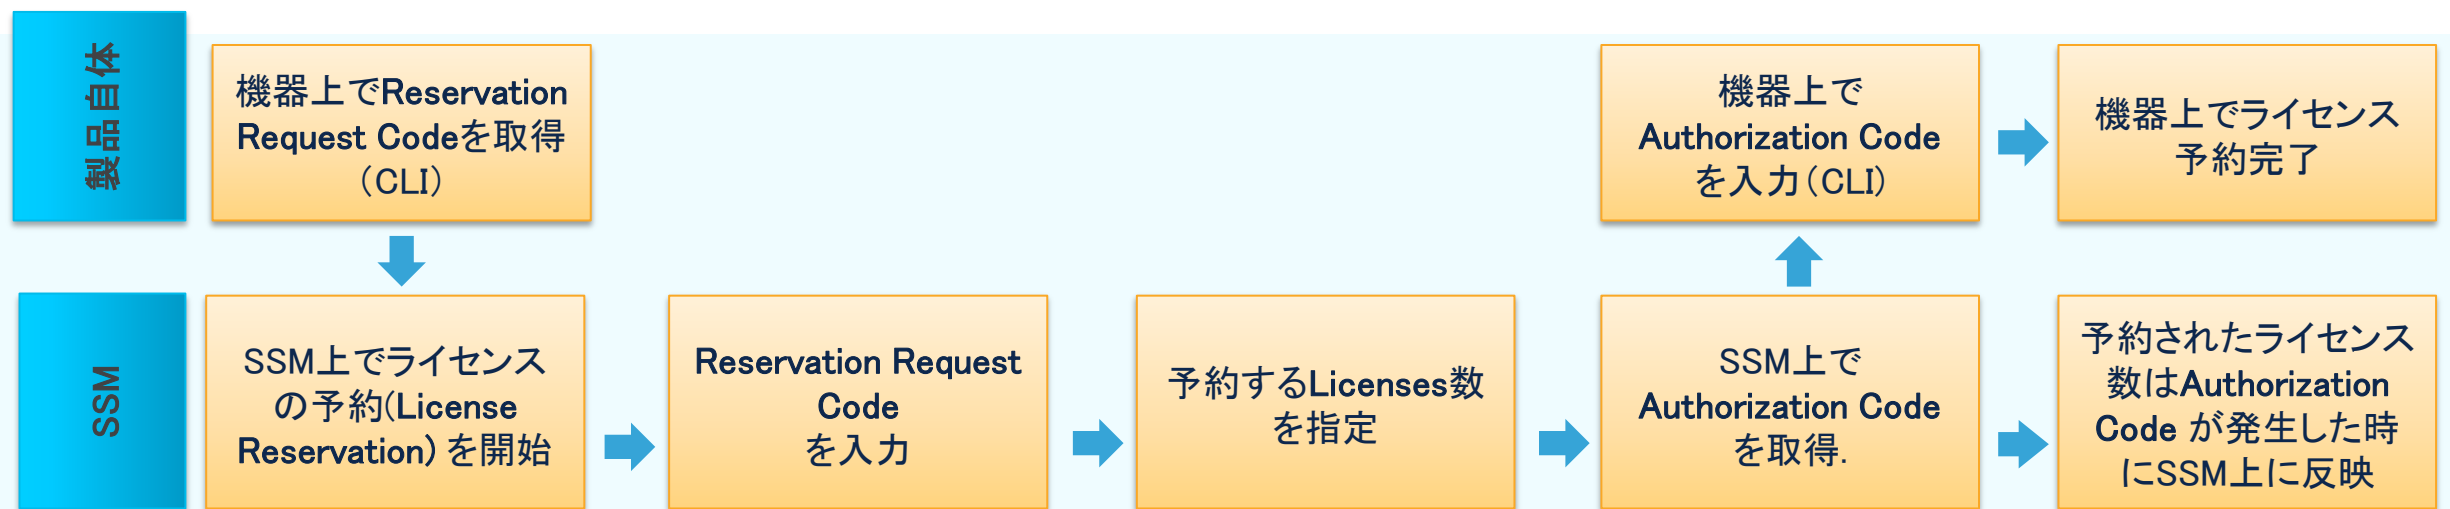 製品自体
機器上でReservation
Request Codeを取得
(CLI)
機器上で
Authorization Code
を入力(CLI)
機器上でライセンス
予約完了
SSM
SSM上でライセンス
の予約(License
Reservation) を開始
Reservation Request
Code
を入力
予約するLicenses数
を指定
SSM上で
Authorization Code
を取得.
予約されたライセンス
数はAuthorization
Code が発生した時
にSSM上に反映